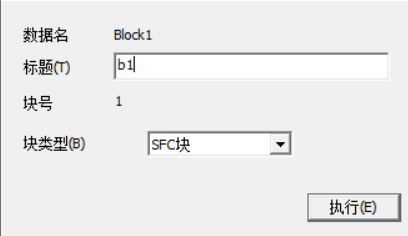 数据名 Block1
标题(T) b1
块号 1
块类型(B) SFC块
执行(E)